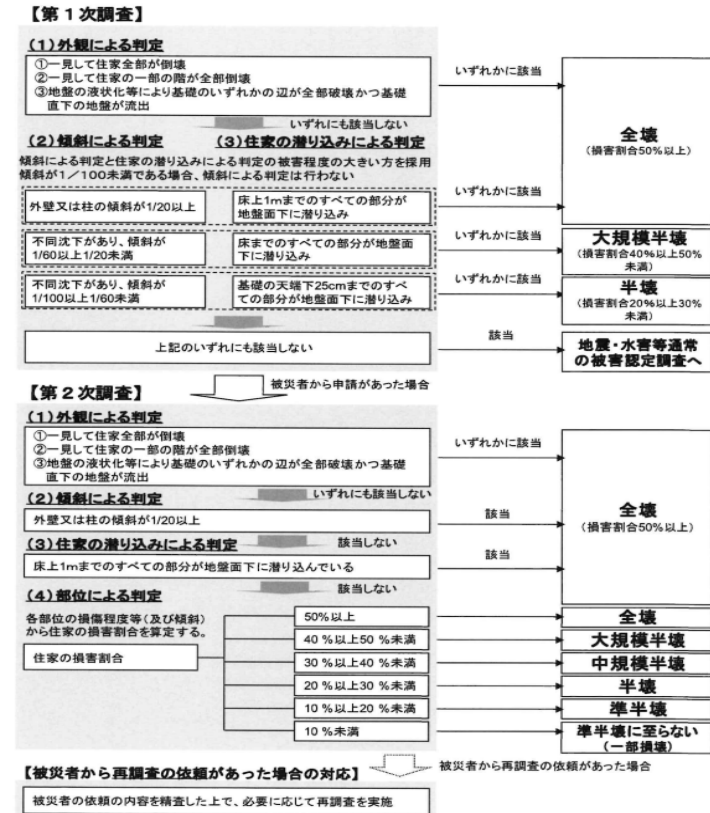 【第1次調査】
(1)外観による判定
①一見して住家全部が倒壊
②一見して住家の一部の階が全部倒壊
③地盤の液状化等により基礎のいずれかの辺が全部破壊かつ基礎
直下の地盤が流出
いずれかに該当
全壊
(損害割合50%以上)
いずれにも該当しない
(2)傾斜による判定
(3)住家の潜り込みによる判定
傾斜による判定と住家の潜り込みによる判定の被害程度の大きい方を採用
傾斜が1/100未満である場合、傾斜による判定は行わない
外壁又は柱の傾斜が1/20以上
床上1mまでのすべての部分が
地盤面下に潜り込み
いずれかに該当
不同沈下があり、傾斜が
1/60以上1/20未満
床までのすべての部分が地盤面
下に潜り込み
いずれかに該当
大規模半壊
(損害割合40%以上50%
未満)
不同沈下があり、傾斜が
1/100以上1/60未満
基礎の天端下25cmまでのすべ
ての部分が地盤面下に潜り込み
いずれかに該当
半壊
(損害割合20%以上30%
未満)
上記のいずれにも該当しない
該当
地震・水害等通常
の被害認定調査へ
被災者から申請があった場合
【第2次調査】
(1)外観による判定
①一見して住家全部が倒壊
②一見して住家の一部の階が全部倒壊
③地盤の液状化等により基礎のいずれかの辺が全部破壊かつ基礎
直下の地盤が流出
いずれかに該当
全壊
(損害割合50%以上)
いずれにも該当しない
(2)傾斜による判定
外壁又は柱の傾斜が1/20以上
該当
該当しない
(3)住家の潜り込みによる判定
床上1mまでのすべての部分が地盤面下に潜り込んでいる
該当
該当しない
(4)部位による判定
各部位の損傷程度等(及び傾斜)
から住家の損害割合を算定する。
住家の損害割合
50%以上
全壊
40 %以上50 %未満
大規模半壊
30 %以上40 %未満
中規模半壊
20 %以上30 %未満
半壊
10 %以上20 %未満
準半壊
10 %未満
準半壊に至らない
(一部損壊)
被災者から再調査の依頼があった場合
【被災者から再調査の依頼があった場合の対応】
被災者の依頼の内容を精査した上で、必要に応じて再調査を実施